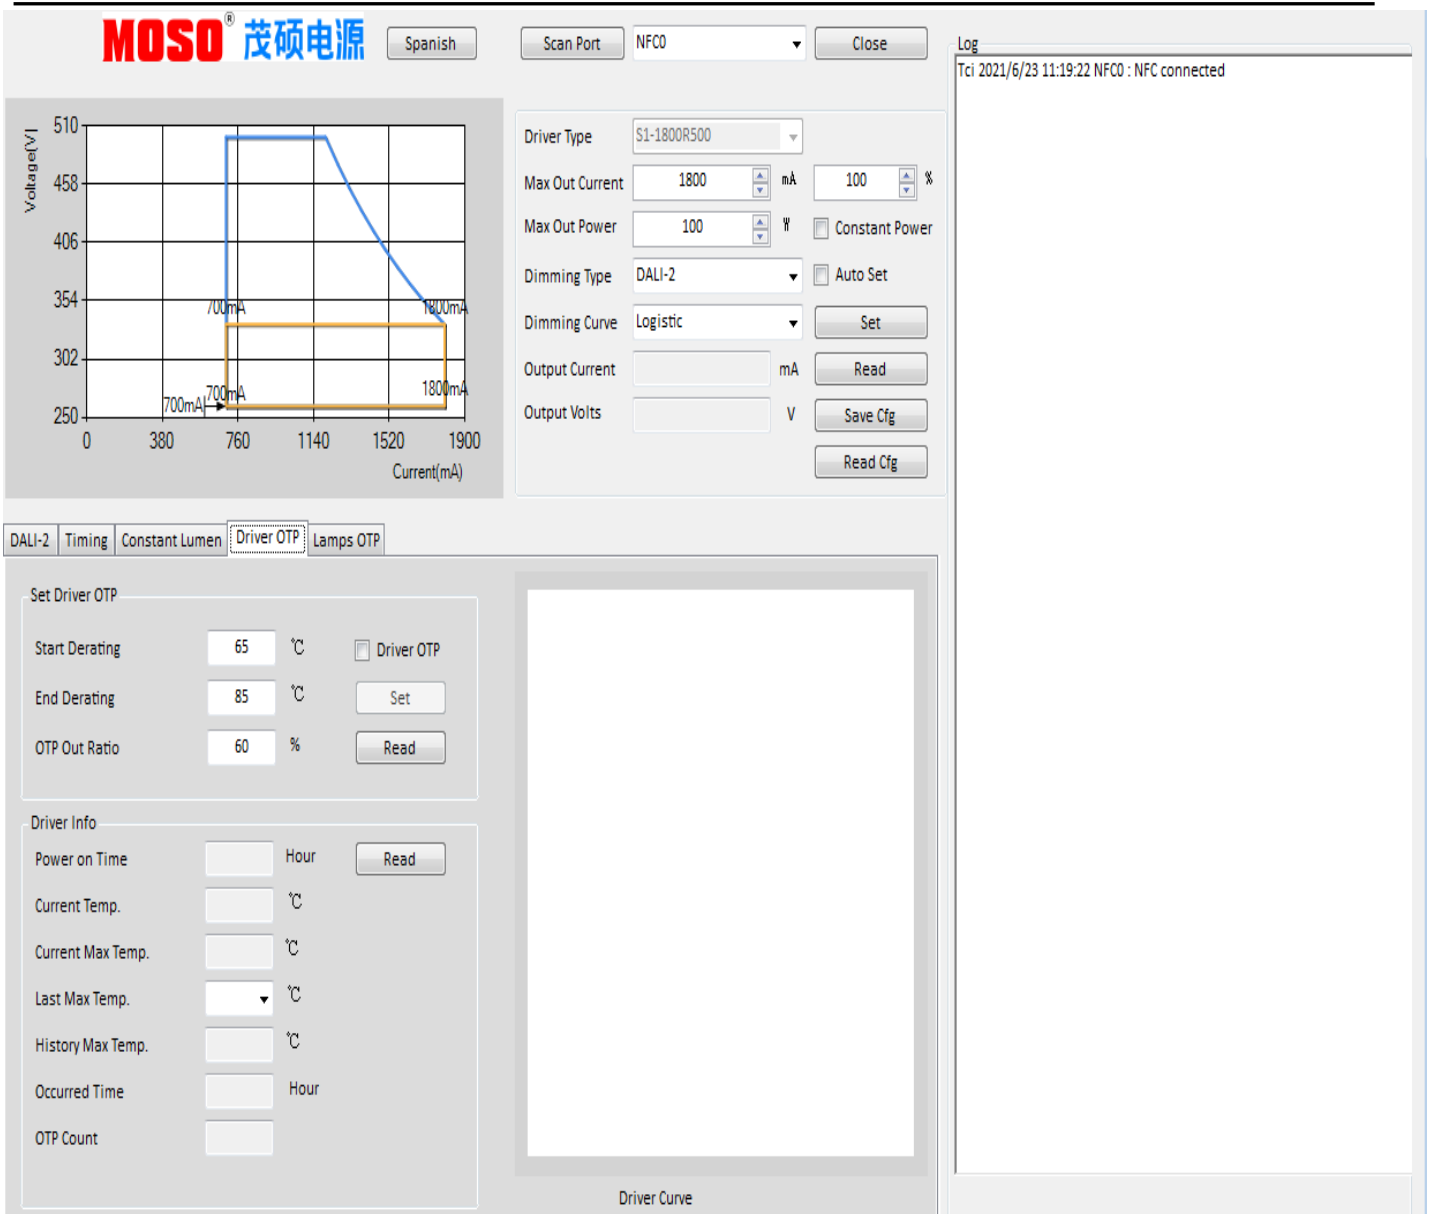 MOSO® 茂硕电源
Spanish
Scan Port
NFC0
Close
Log
Tci 2021/6/23 11:19:22 NFC0 : NFC connected
Voltage[V]
510
458
406
354
302
250
700mA
1800mA
700mA
700mA
1800mA
0 380 760 1140 1520 1900
Current(mA)
Driver Type S1-1800R500
Max Out Current 1800 mA 100 %
Max Out Power 100 W Constant Power
Dimming Type DALI-2 Auto Set
Dimming Curve Logistic Set
Output Current mA Read
Output Volts V Save Cfg
Read Cfg
DALI-2 Timing Constant Lumen Driver OTP Lamps OTP
Set Driver OTP
Start Derating 65 ℃ Driver OTP
End Derating 85 ℃ Set
OTP Out Ratio 60 % Read
Driver Info
Power on Time Hour Read
Current Temp. ℃
Current Max Temp. ℃
Last Max Temp. ℃
History Max Temp. ℃
Occurred Time Hour
OTP Count
Driver Curve